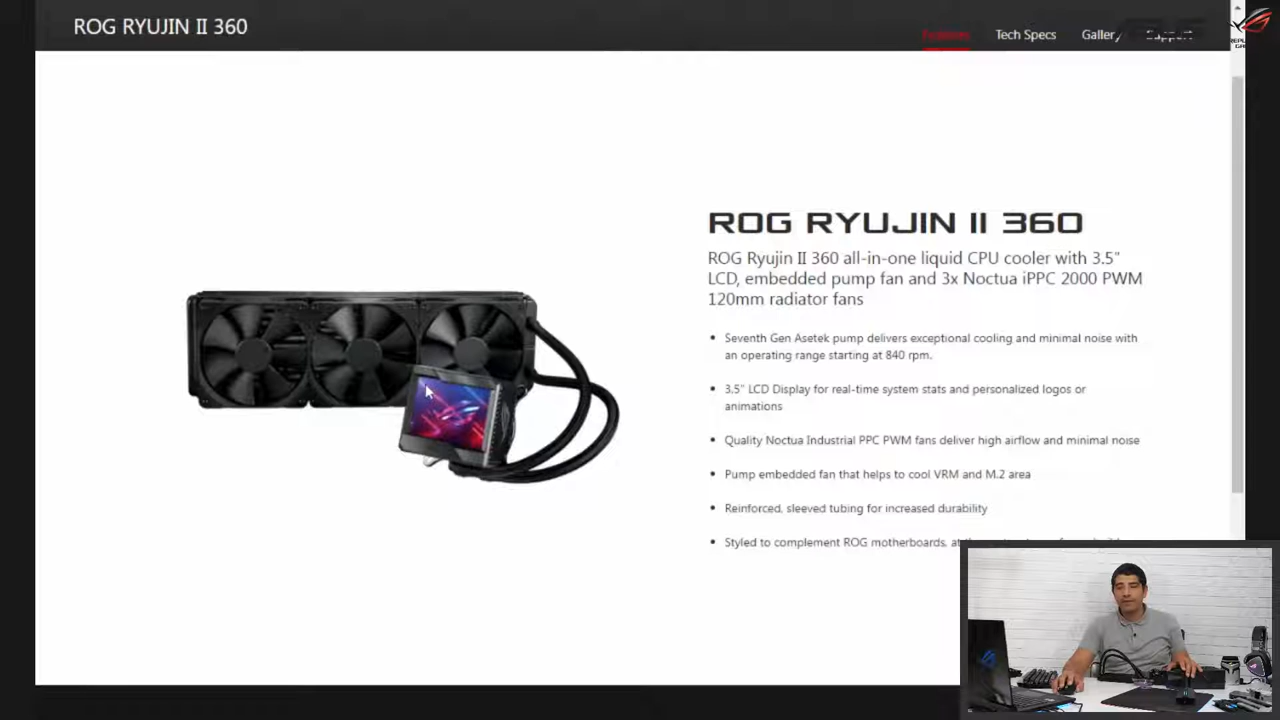 ROG RYUJIN II 360
Features
Tech Specs
Gallery
Support
ROG RYUJIN II 360
ROG Ryujin II 360 all-in-one liquid CPU cooler with 3.5"
LCD, embedded pump fan and 3x Noctua iPPC 2000 PWM
120mm radiator fans
• Seventh Gen Asetek pump delivers exceptional cooling and minimal noise with
an operating range starting at 840 rpm.
• 3.5" LCD Display for real-time system stats and personalized logos or
animations
• Quality Noctua Industrial PPC PWM fans deliver high airflow and minimal noise
• Pump embedded fan that helps to cool VRM and M.2 area
• Reinforced, sleeved tubing for increased durability
• Styled to complement ROG motherboards,